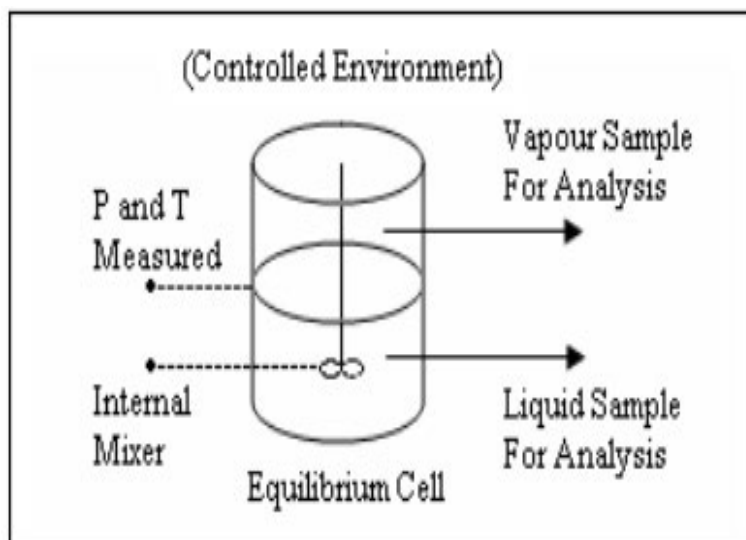 (Controlled Environment)
Vapour Sample
For Analysis
P and T
Measured
Internal
Mixer
Liquid Sample
For Analysis
Equilibrium Cell